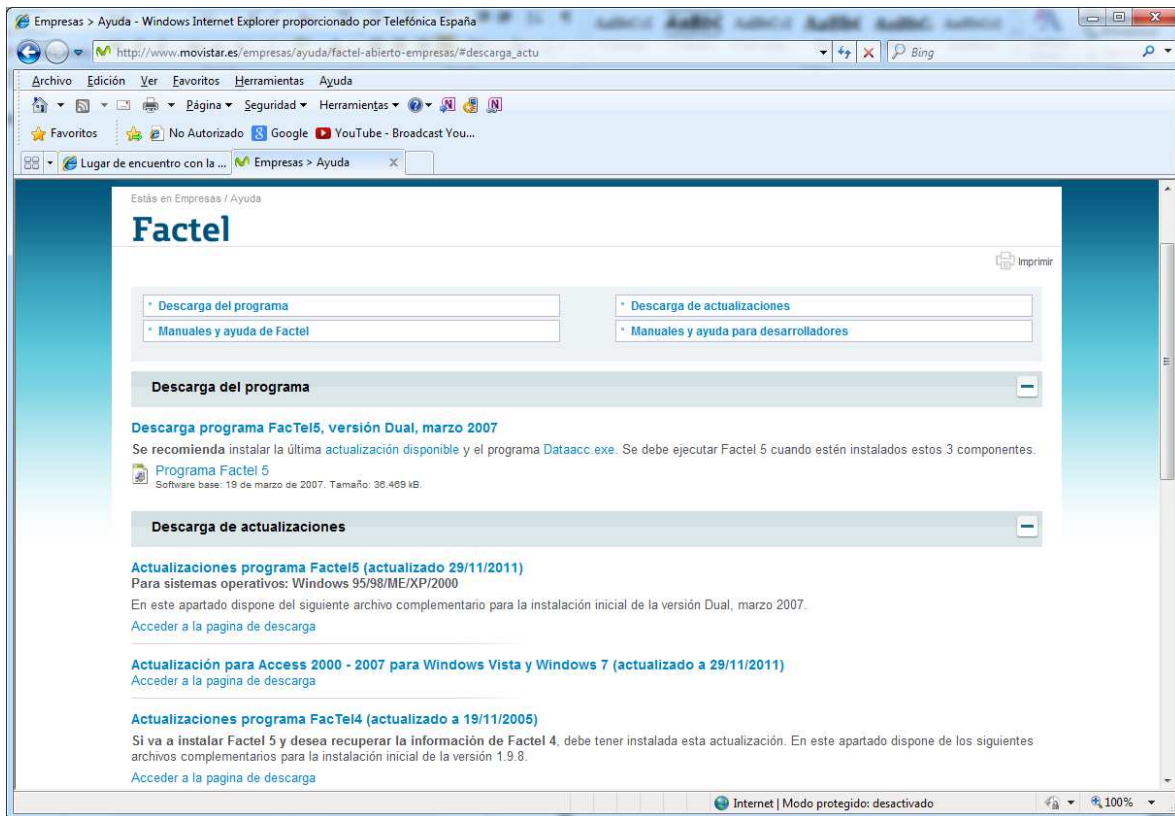 Empresas > Ayuda - Windows Internet Explorer proporcionado por Telefónica España
http://www.movistar.es/empresas/ayuda/factel-abierto-empresas/#descarga_actu
Bing
Archivo Edición Ver Favoritos Herramientas Ayuda
Página Seguridad Herramientas
Favoritos No Autorizado Google YouTube - Broadcast You...
Lugar de encuentro con la ... Empresas > Ayuda x
Estás en Empresas / Ayuda
Factel
Imprimir
Descarga del programa Descarga de actualizaciones
Manuales y ayuda de Factel Manuales y ayuda para desarrolladores
Descarga del programa
Descarga programa FacTel5, versión Dual, marzo 2007
Se recomienda instalar la última actualización disponible y el programa Dataacc.exe. Se debe ejecutar Factel 5 cuando estén instalados estos 3 componentes.
Programa Factel 5
Software base: 19 de marzo de 2007. Tamaño: 36.469 kB.
Descarga de actualizaciones
Actualizaciones programa Factel5 (actualizado 29/11/2011)
Para sistemas operativos: Windows 95/98/ME/XP/2000
En este apartado dispone del siguiente archivo complementario para la instalación inicial de la versión Dual, marzo 2007.
Acceder a la pagina de descarga
Actualización para Access 2000 - 2007 para Windows Vista y Windows 7 (actualizado a 29/11/2011)
Acceder a la pagina de descarga
Actualizaciones programa FacTel4 (actualizado a 19/11/2005)
Si va a instalar Factel 5 y desea recuperar la información de Factel 4, debe tener instalada esta actualización. En este apartado dispone de los siguientes
archivos complementarios para la instalación inicial de la versión 1.9.8.
Acceder a la pagina de descarga
Internet | Modo protegido: desactivado 100%